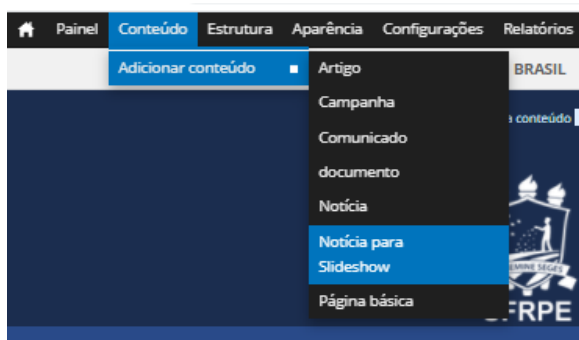 Painel Conteúdo Estrutura Aparência Configurações Relatórios
Adicionar conteúdo Artigo BRASIL
Campanha conteúdo
Comunicado
documento
Notícia
Notícia para
Slideshow
Página básica
FRPE